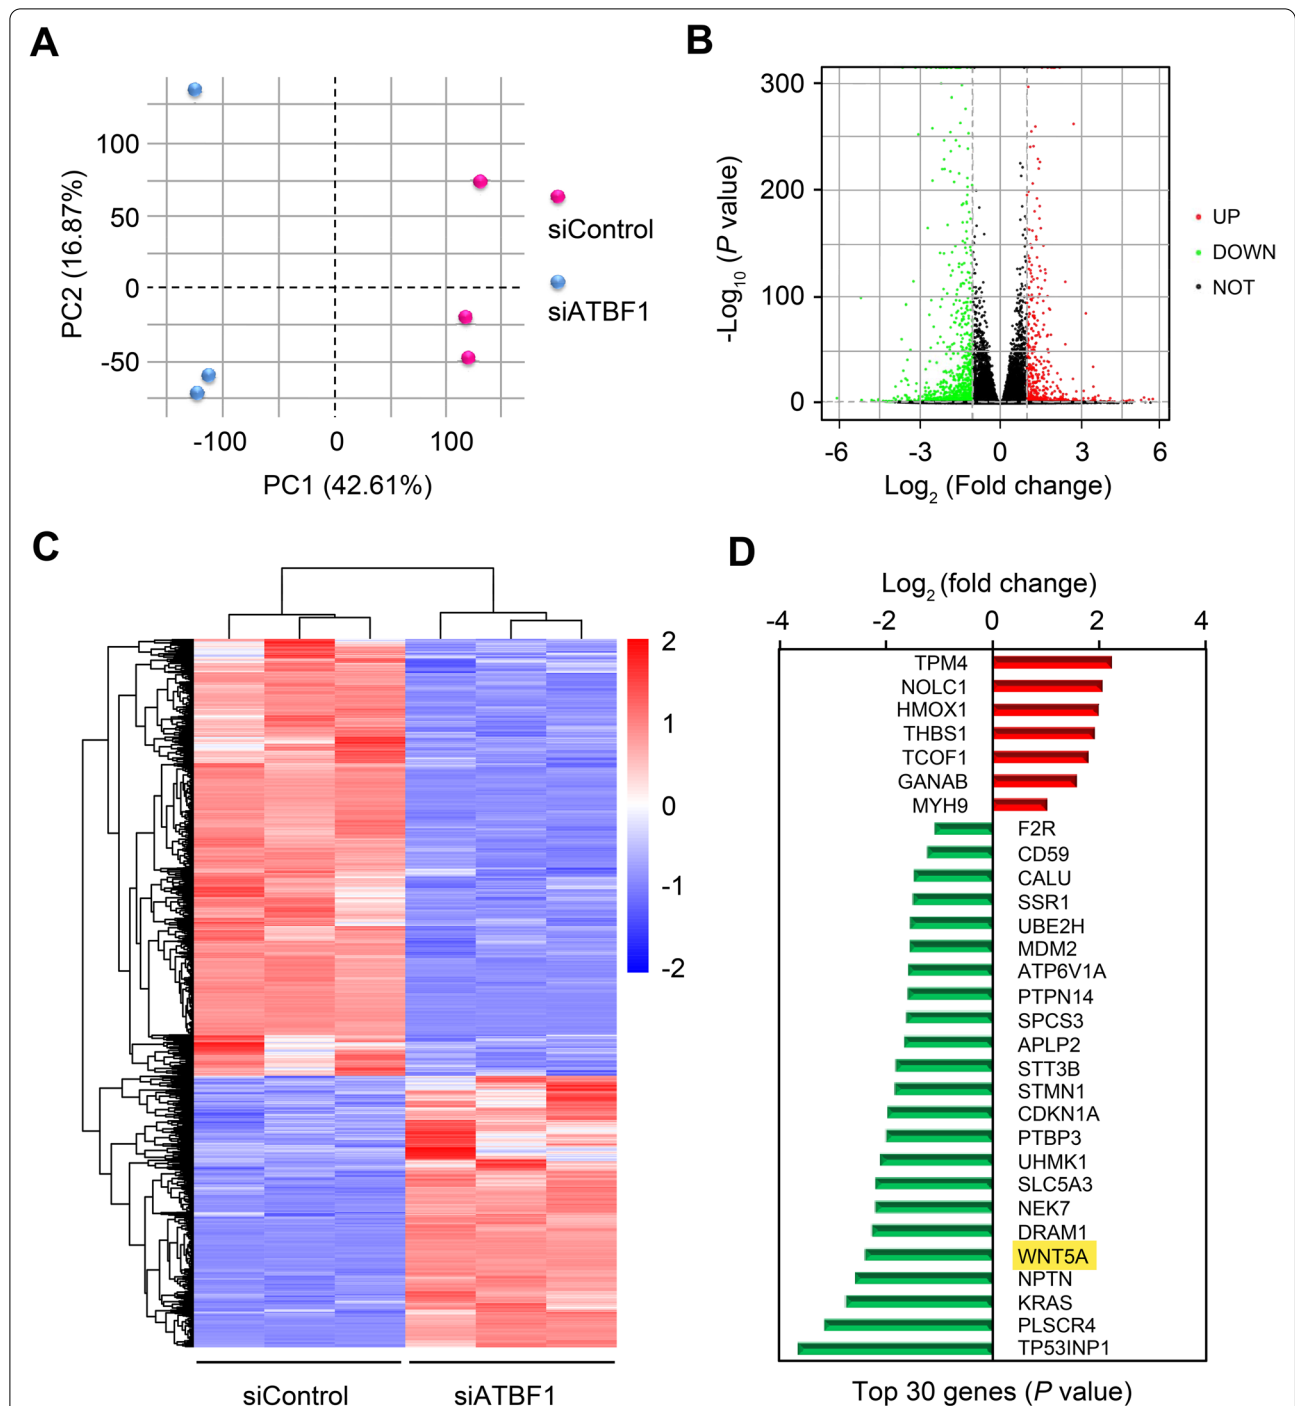 A
100
50
0
-50
PC2 (16.87%)
-100
0
100
PC1 (42.61%)
siControl
siATBF1
B
300
200
100
0
-Log10 (P value)
-6
-3
0
3
6
Log2 (Fold change)
UP
DOWN
NOT
C
2
1
0
-1
-2
siControl
siATBF1
D
Log2 (fold change)
-4
-2
0
2
4
TPM4
NOLC1
HMOX1
THBS1
TCOF1
GANAB
MYH9
F2R
CD59
CALU
SSR1
UBE2H
MDM2
ATP6V1A
PTPN14
SPCS3
APLP2
STT3B
STMN1
CDKN1A
PTBP3
UHMK1
SLC5A3
NEK7
DRAM1
WNT5A
NPTN
KRAS
PLSCR4
TP53INP1
Top 30 genes (P value)